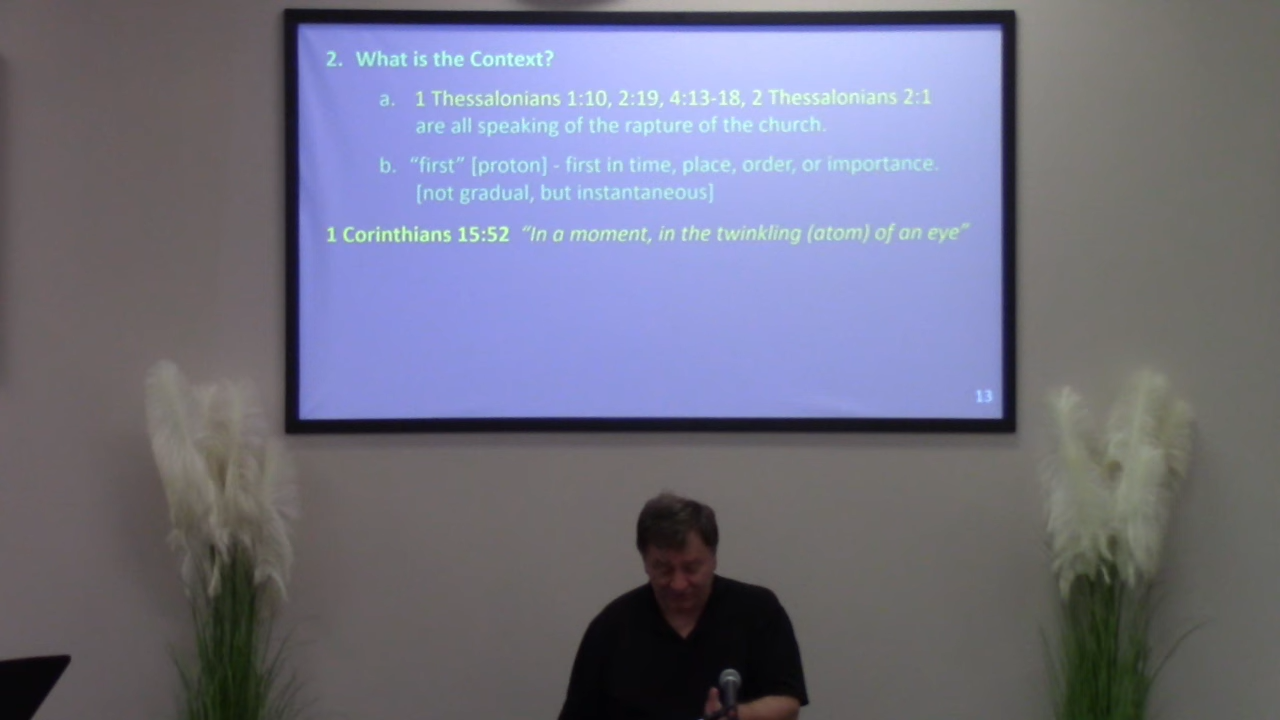 2. What is the Context?
a. 1 Thessalonians 1:10, 2:19, 4:13-18, 2 Thessalonians 2:1
are all speaking of the rapture of the church.
b. “first” [proton] - first in time, place, order, or importance.
[not gradual, but instantaneous]
1 Corinthians 15:52 “In a moment, in the twinkling (atom) of an eye”
13